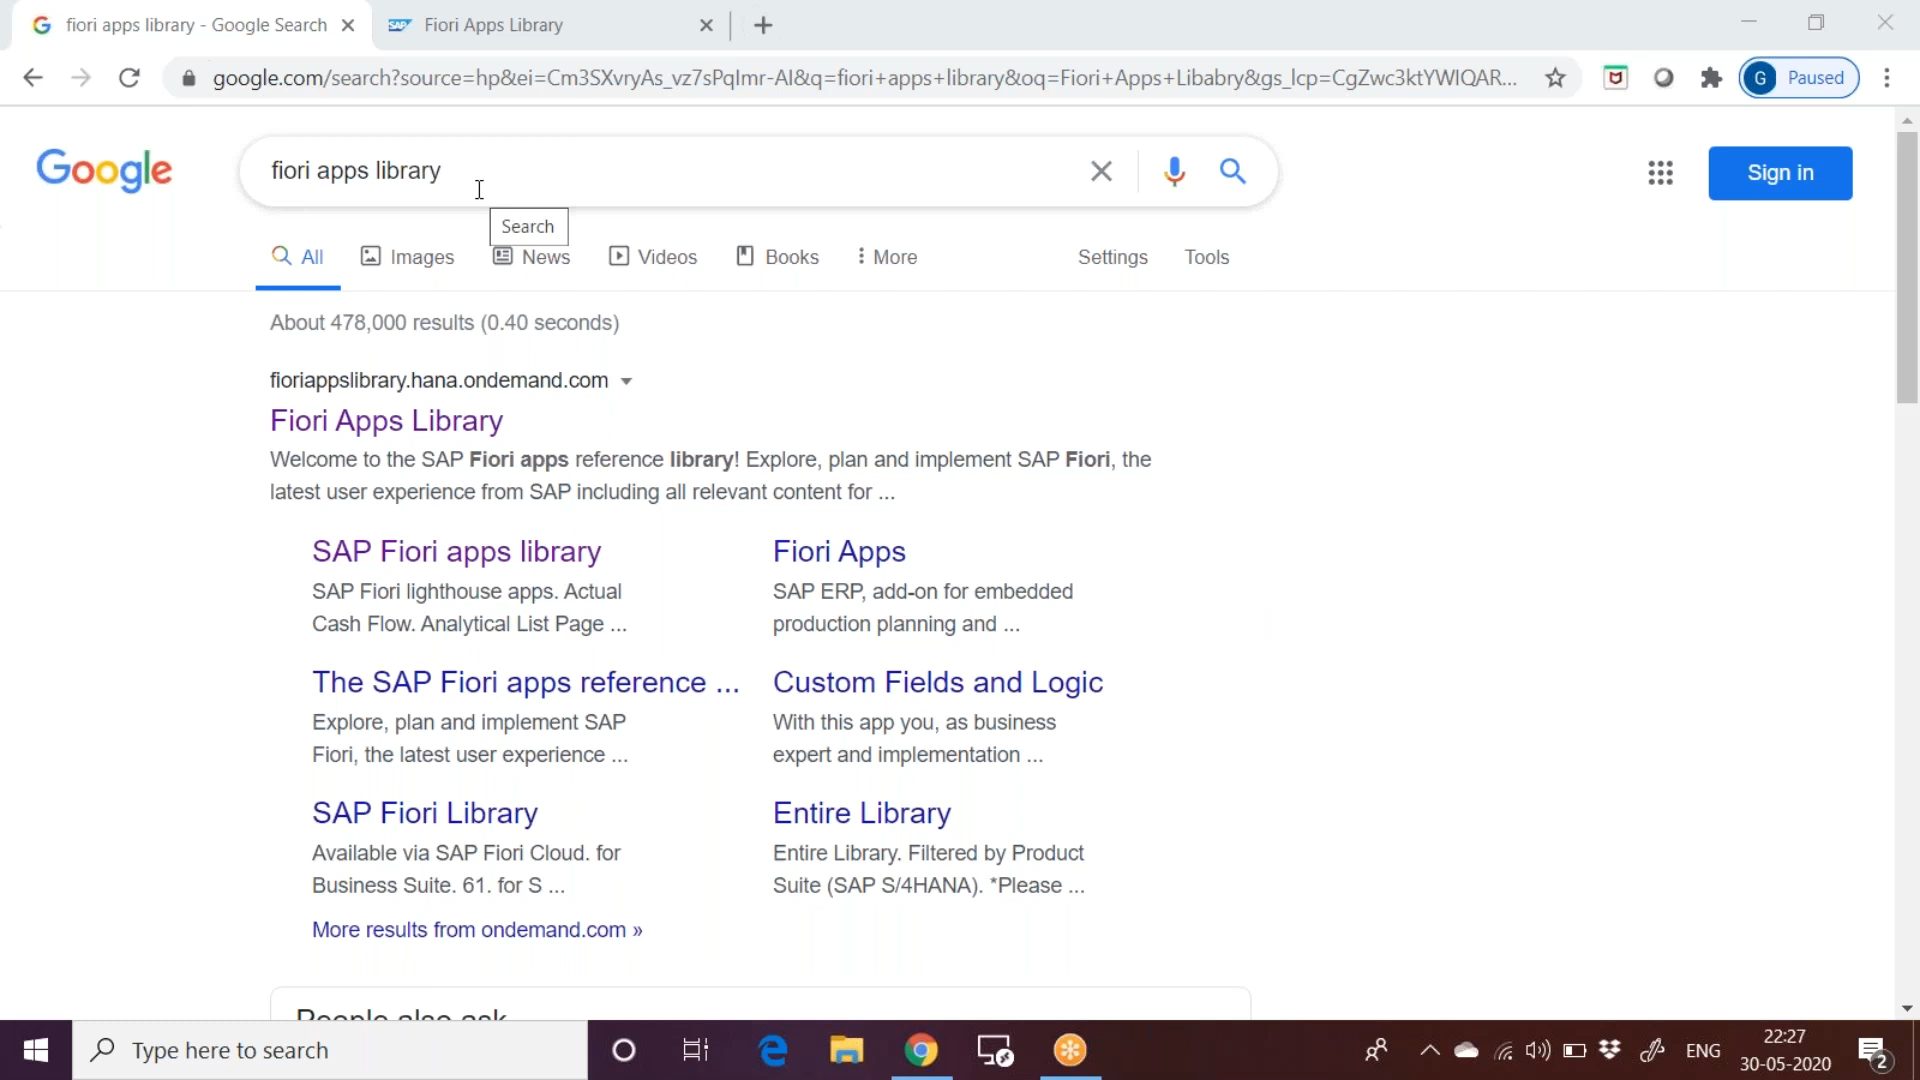 fiori apps library - Google Search
SAP Fiori Apps Library
google.com/search?source=hp&ei=Cm3SXvryAs_vz7sPqImr-AI&q=fiori+apps+library&oq=Fiori+Apps+Libabry&gs_lcp=CgZwc3ktYWIQAR...
G Paused
Google
fiori apps library
Sign in
Search
All Images News Videos Books More Settings Tools
About 478,000 results (0.40 seconds)
fioriappslibrary.hana.ondemand.com
Fiori Apps Library
Welcome to the SAP Fiori apps reference library! Explore, plan and implement SAP Fiori, the
latest user experience from SAP including all relevant content for ...
SAP Fiori apps library
SAP Fiori lighthouse apps. Actual
Cash Flow. Analytical List Page ...
Fiori Apps
SAP ERP, add-on for embedded
production planning and ...
The SAP Fiori apps reference ...
Explore, plan and implement SAP
Fiori, the latest user experience ...
Custom Fields and Logic
With this app you, as business
expert and implementation ...
SAP Fiori Library
Available via SAP Fiori Cloud. for
Business Suite. 61. for S ...
Entire Library
Entire Library. Filtered by Product
Suite (SAP S/4HANA). *Please ...
More results from ondemand.com »
People also ask
Type here to search
ENG
22:27
30-05-2020
2